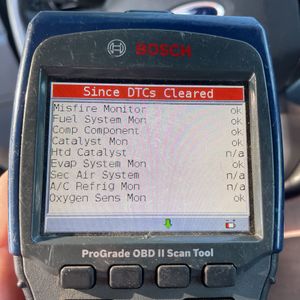 BOSCH
Since DTCs Cleared
Misfire Monitor ok
Fuel System Mon ok
Comp Component ok
Catalyst Mon ok
Htd Catalyst n/a
Evap System Mon ok
Sec Air System n/a
A/C Refrig Mon n/a
Oxygen Sens Mon ok
ProGrade OBD II Scan Tool